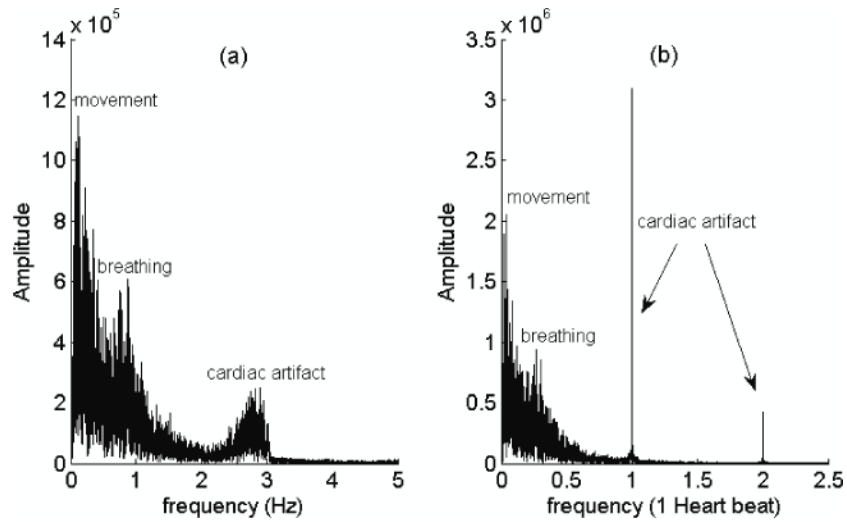 x 10^5
(a)
14
movement
12
10
breathing
8
6
cardiac artifact
4
2
0
Amplitude
0 1 2 3 4 5
frequency (Hz)
x 10^6
(b)
3.5
3
2.5
movement
cardiac artifact
2
1.5
breathing
1
0.5
0
Amplitude
0 0.5 1 1.5 2 2.5
frequency (1 Heart beat)